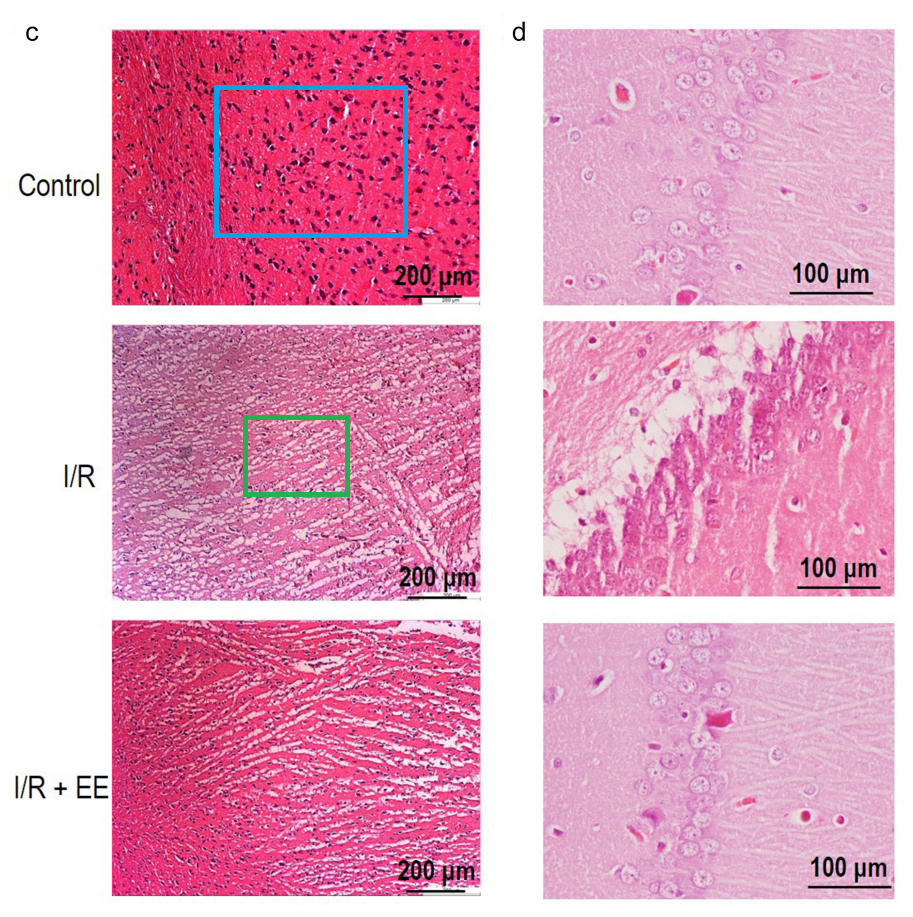 c
d
Control
200 µm
100 µm
I/R
200 µm
100 µm
I/R + EE
200 µm
100 µm